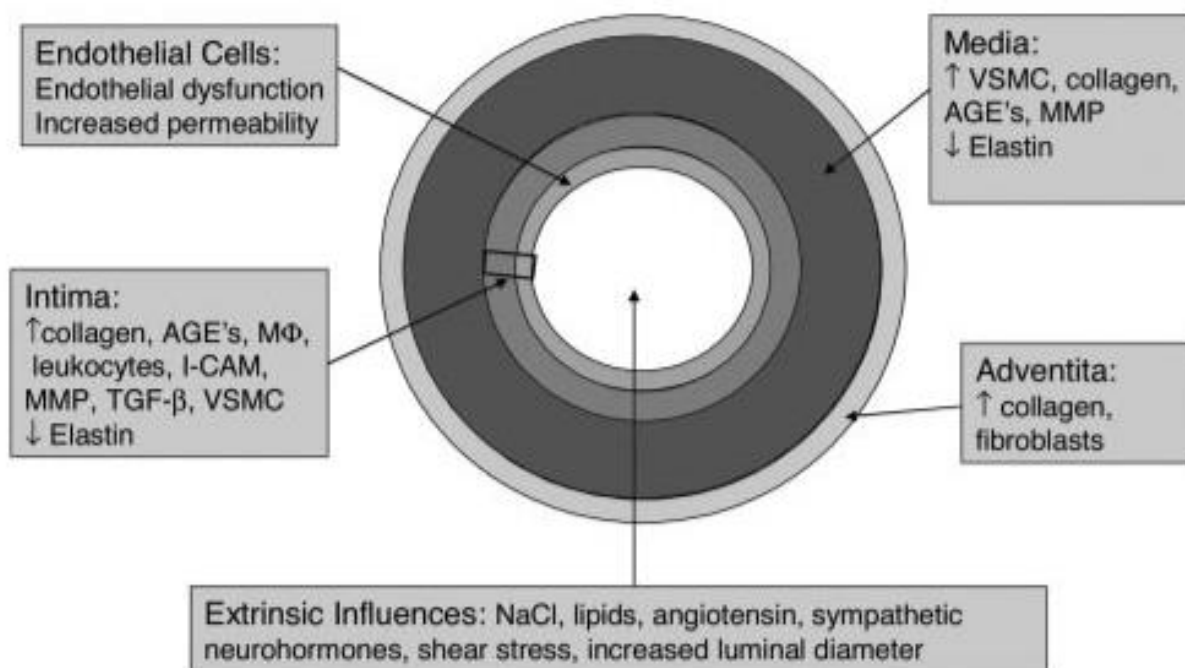 Endothelial Cells:
Endothelial dysfunction
Increased permeability
Media:
↑ VSMC, collagen,
AGE's, MMP
↓ Elastin
Intima:
↑collagen, AGE's, MΦ,
leukocytes, I-CAM,
MMP, TGF-β, VSMC
↓ Elastin
Adventita:
↑ collagen,
fibroblasts
Extrinsic Influences: NaCl, lipids, angiotensin, sympathetic
neurohormones, shear stress, increased luminal diameter